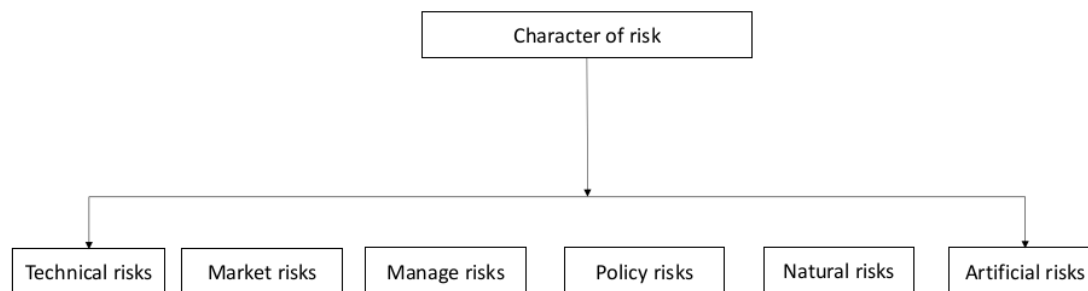 Character of risk
Technical risks
Market risks
Manage risks
Policy risks
Natural risks
Artificial risks